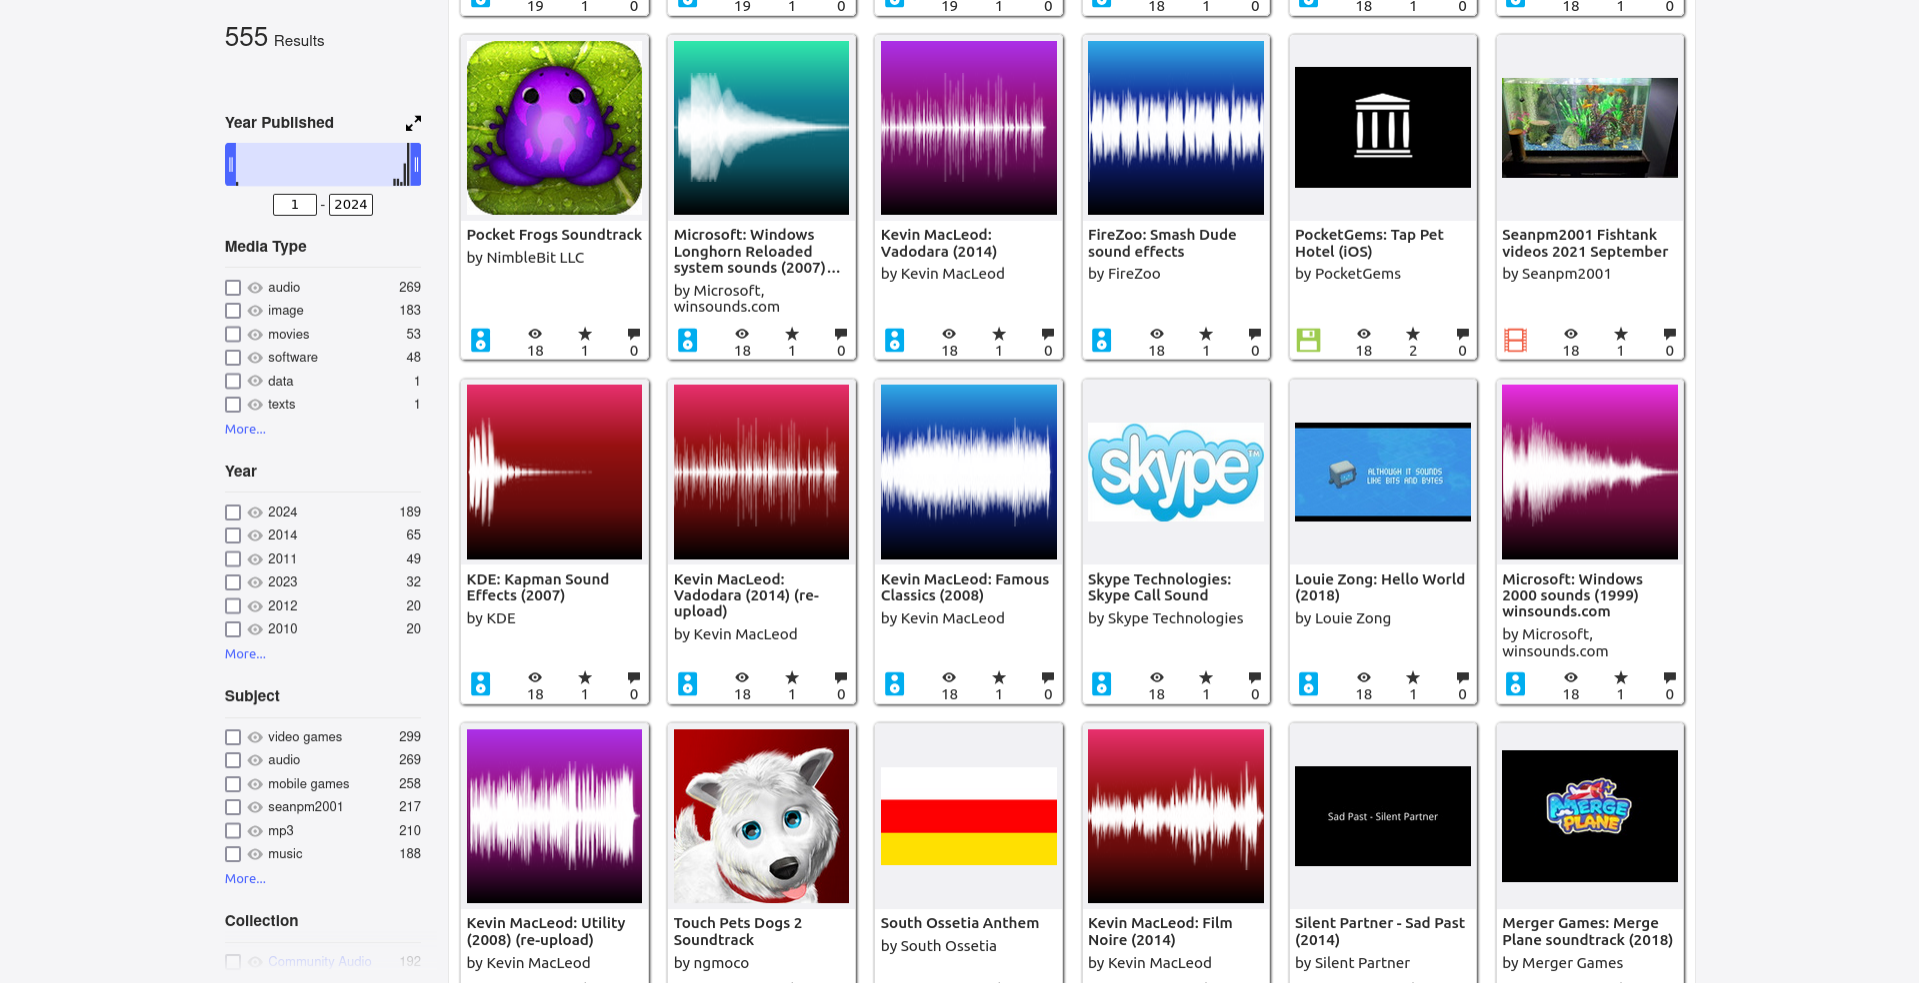 19 1 0
19 1 0
19 1 0
18 1 0
18 1 0
18 1 0
555 Results
Year Published
1 - 2024
Media Type
audio 269
image 183
movies 53
software 48
data 1
texts 1
More...
Year
2024 189
2014 65
2011 49
2023 32
2012 20
2010 20
More...
Subject
video games 299
audio 269
mobile games 258
seanpm2001 217
mp3 210
music 188
More...
Collection
Community Audio 192
Pocket Frogs Soundtrack
by NimbleBit LLC
18 1 0
Microsoft: Windows
Longhorn Reloaded
system sounds (2007)...
by Microsoft,
winsounds.com
18 1 0
Kevin MacLeod:
Vadodara (2014)
by Kevin MacLeod
18 1 0
FireZoo: Smash Dude
sound effects
by FireZoo
18 1 0
PocketGems: Tap Pet
Hotel (iOS)
by PocketGems
18 2 0
Seanpm2001 Fishtank
videos 2021 September
by Seanpm2001
18 1 0
KDE: Kapman Sound
Effects (2007)
by KDE
18 1 0
Kevin MacLeod:
Vadodara (2014) (re-
upload)
by Kevin MacLeod
18 1 0
Kevin MacLeod: Famous
Classics (2008)
by Kevin MacLeod
18 1 0
skype™
Skype Technologies:
Skype Call Sound
by Skype Technologies
18 1 0
ALTHOUGH IT SOUNDS
LIKE BITS AND BYTES
Louie Zong: Hello World
(2018)
by Louie Zong
18 1 0
Microsoft: Windows
2000 sounds (1999)
winsounds.com
by Microsoft,
winsounds.com
18 1 0
Kevin MacLeod: Utility
(2008) (re-upload)
by Kevin MacLeod
Touch Pets Dogs 2
Soundtrack
by ngmoco
South Ossetia Anthem
by South Ossetia
Kevin MacLeod: Film
Noire (2014)
by Kevin MacLeod
Sad Past - Silent Partner
Silent Partner - Sad Past
(2014)
by Silent Partner
MERGE
PLANE
Merger Games: Merge
Plane soundtrack (2018)
by Merger Games